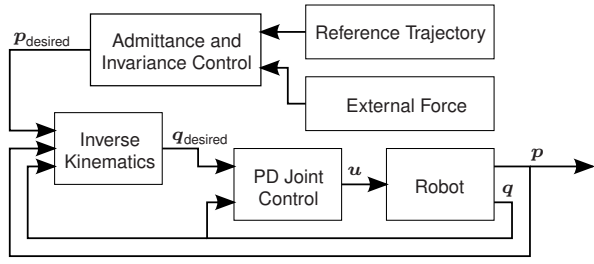 Reference Trajectory
Admittance and
Invariance Control
p_desired
External Force
Inverse
Kinematics
q_desired
PD Joint
Control
u
Robot
p
q